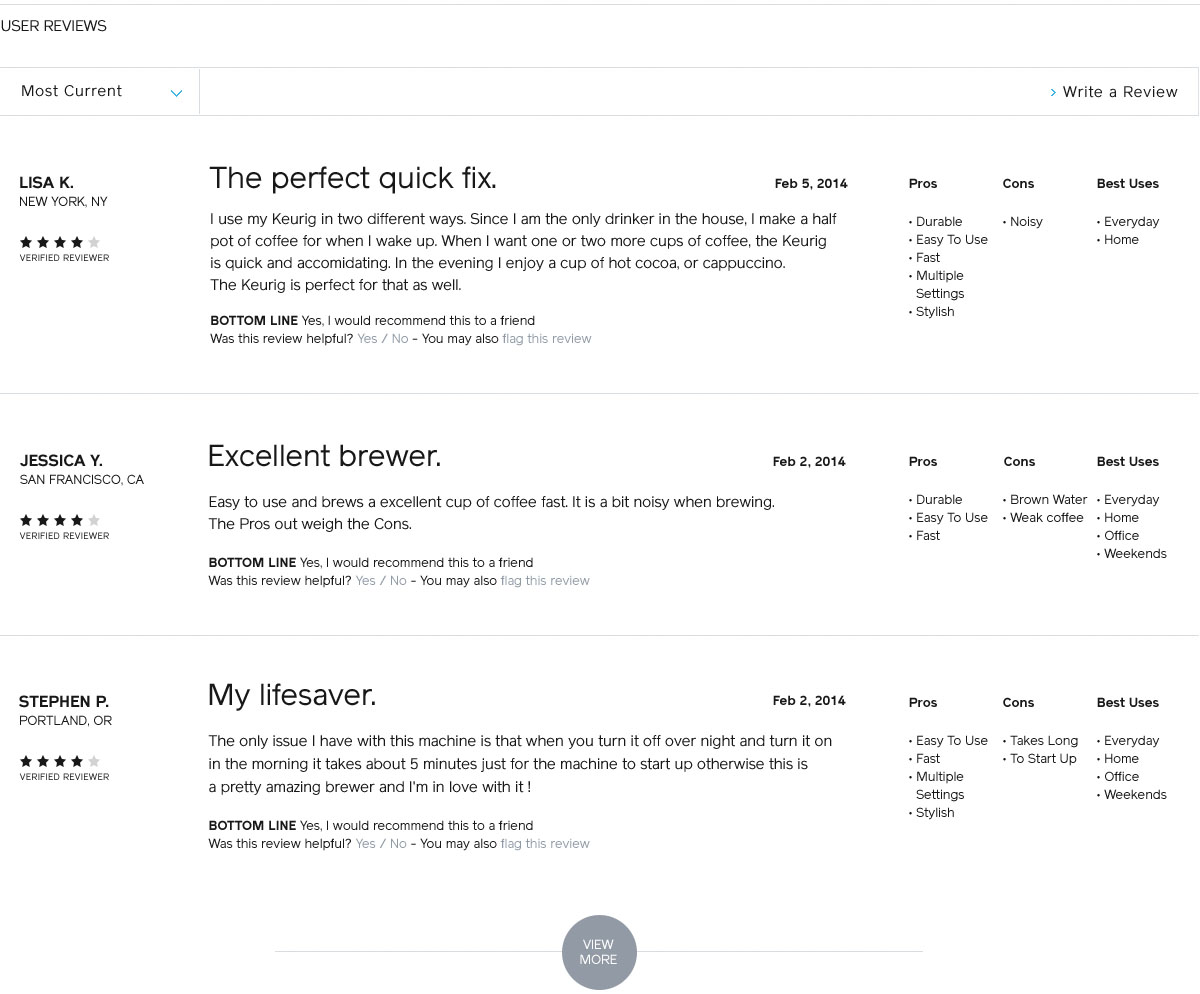 USER REVIEWS
Most Current
› Write a Review
LISA K.
NEW YORK, NY
VERIFIED REVIEWER
The perfect quick fix.
Feb 5, 2014
I use my Keurig in two different ways. Since I am the only drinker in the house, I make a half
pot of coffee for when I wake up. When I want one or two more cups of coffee, the Keurig
is quick and accomidating. In the evening I enjoy a cup of hot cocoa, or cappuccino.
The Keurig is perfect for that as well.
BOTTOM LINE Yes, I would recommend this to a friend
Was this review helpful? Yes / No - You may also flag this review
Pros
• Durable
• Easy To Use
• Fast
• Multiple
Settings
• Stylish
Cons
• Noisy
Best Uses
• Everyday
• Home
JESSICA Y.
SAN FRANCISCO, CA
VERIFIED REVIEWER
Excellent brewer.
Feb 2, 2014
Easy to use and brews a excellent cup of coffee fast. It is a bit noisy when brewing.
The Pros out weigh the Cons.
BOTTOM LINE Yes, I would recommend this to a friend
Was this review helpful? Yes / No - You may also flag this review
Pros
• Durable
• Easy To Use
• Fast
Cons
• Brown Water
• Weak coffee
Best Uses
• Everyday
• Home
• Office
• Weekends
STEPHEN P.
PORTLAND, OR
VERIFIED REVIEWER
My lifesaver.
Feb 2, 2014
The only issue I have with this machine is that when you turn it off over night and turn it on
in the morning it takes about 5 minutes just for the machine to start up otherwise this is
a pretty amazing brewer and I'm in love with it !
BOTTOM LINE Yes, I would recommend this to a friend
Was this review helpful? Yes / No - You may also flag this review
Pros
• Easy To Use
• Fast
• Multiple
Settings
• Stylish
Cons
• Takes Long
• To Start Up
Best Uses
• Everyday
• Home
• Office
• Weekends
VIEW
MORE